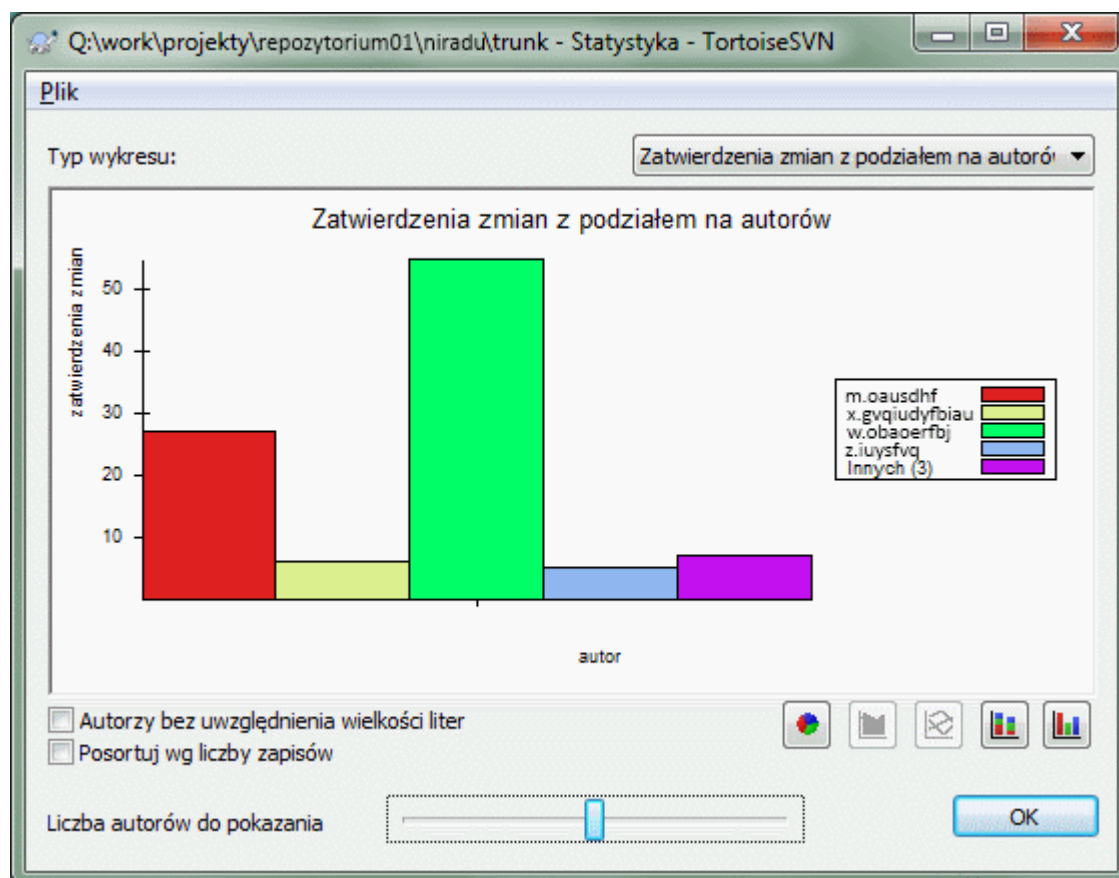 Q:\work\projekty\repozytorium01\niradu\trunk - Statystyka - TortoiseSVN
Plik
Typ wykresu:
Zatwierdzenia zmian z podziałem na autoró
Zatwierdzenia zmian z podziałem na autorów
zatwierdzenia zmian
50
40
30
20
10
autor
m.oausdhf
x.gvqiudyfbiau
w.obaoerfbj
z.iuysfvq
Innych (3)
Autorzy bez uwzględnienia wielkości liter
Posortuj wg liczby zapisów
Liczba autorów do pokazania
OK